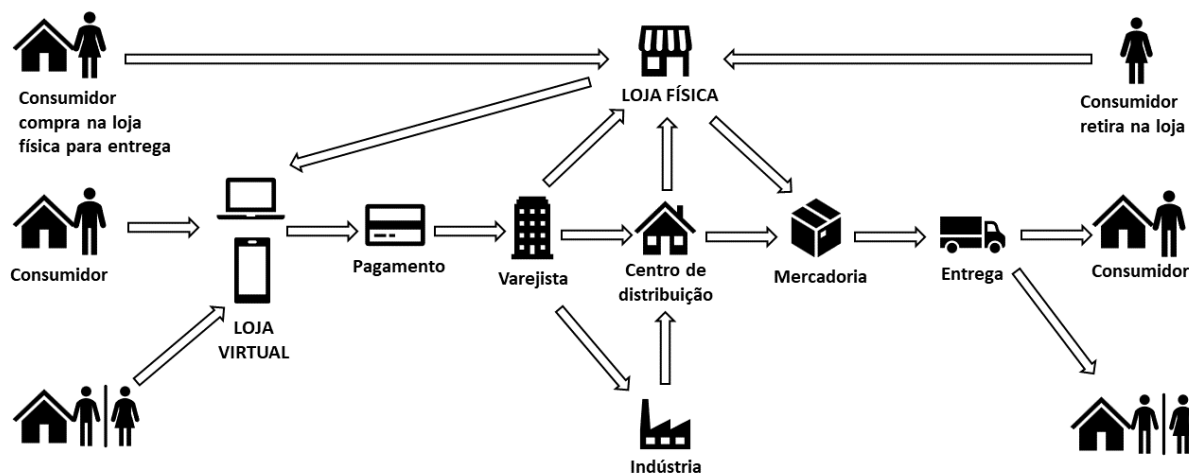 LOJA FÍSICA
Consumidor
compra na loja
física para entrega
Consumidor
retira na loja
Consumidor
Pagamento
Varejista
Centro de
distribuição
Mercadoria
Entrega
Consumidor
LOJA
VIRTUAL
Indústria